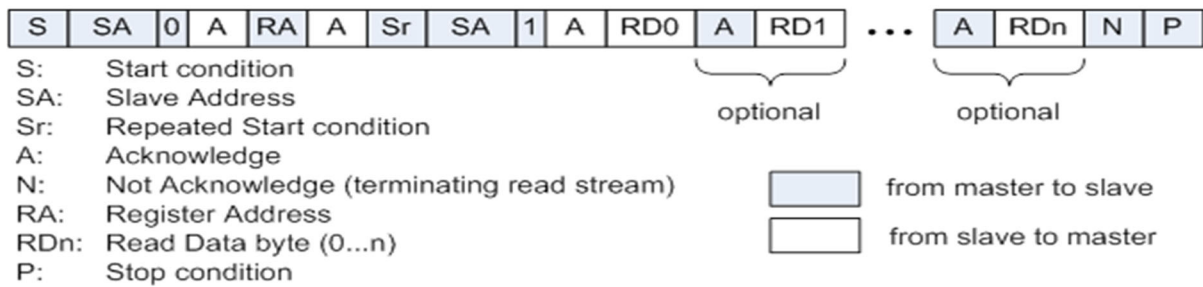 S SA 0 A RA A Sr SA 1 A RD0 A RD1 ... A RDn N P
S: Start condition
SA: Slave Address
Sr: Repeated Start condition
A: Acknowledge
N: Not Acknowledge (terminating read stream)
RA: Register Address
RDn: Read Data byte (0...n)
P: Stop condition
optional optional
from master to slave
from slave to master